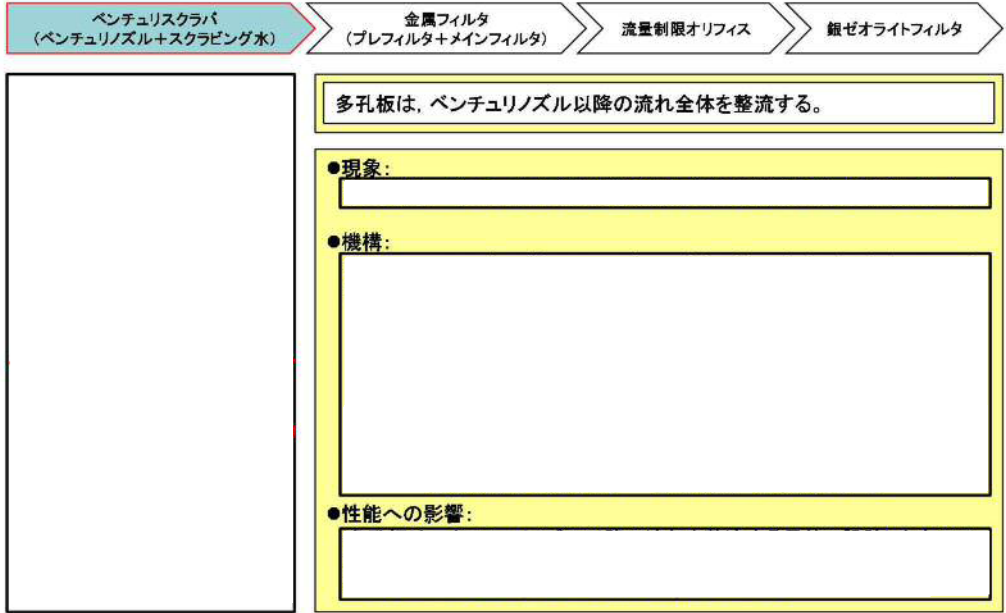 ベンチュリスクラバ
（ベンチュリノズル＋スクラビング水）
金属フィルタ
（プレフィルタ＋メインフィルタ）
流量制限オリフィス
銀ゼオライトフィルタ
多孔板は，ベンチュリノズル以降の流れ全体を整流する。
●現象：
●機構：
●性能への影響：